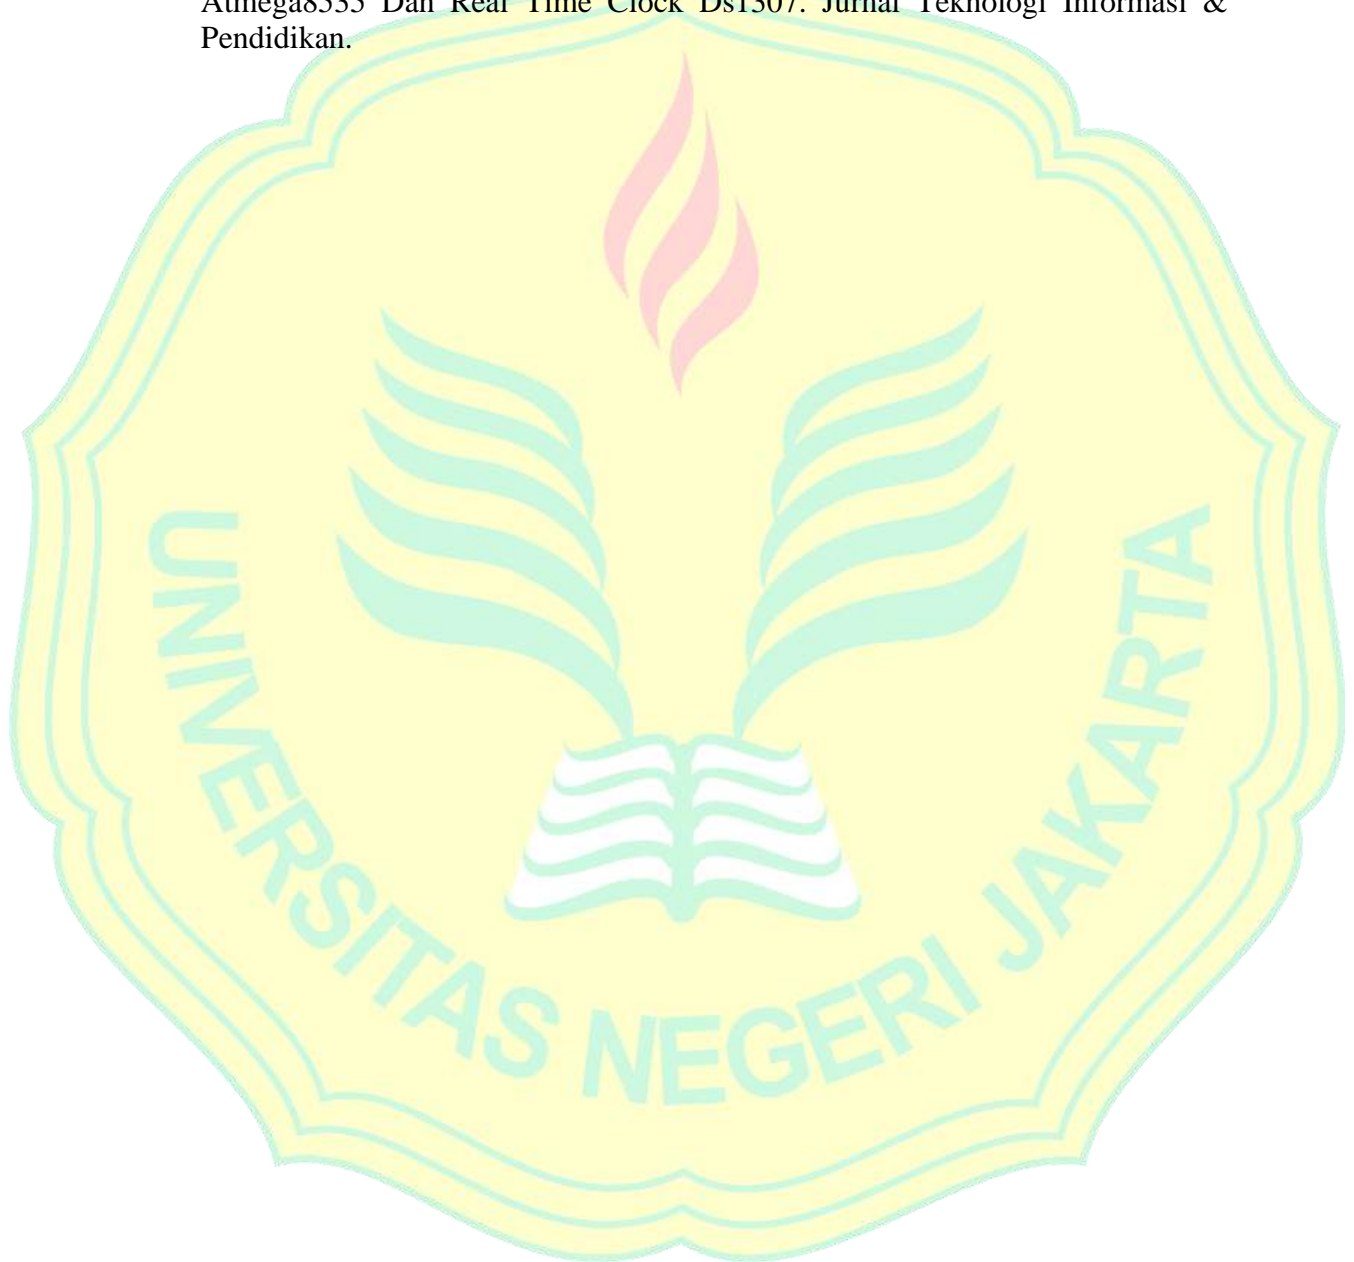 Atmega8535 Dan Real Time Clock Ds1307. Jurnal Teknologi Informasi &
Pendidikan.
UNIVERSITAS NEGERI JAKARTA